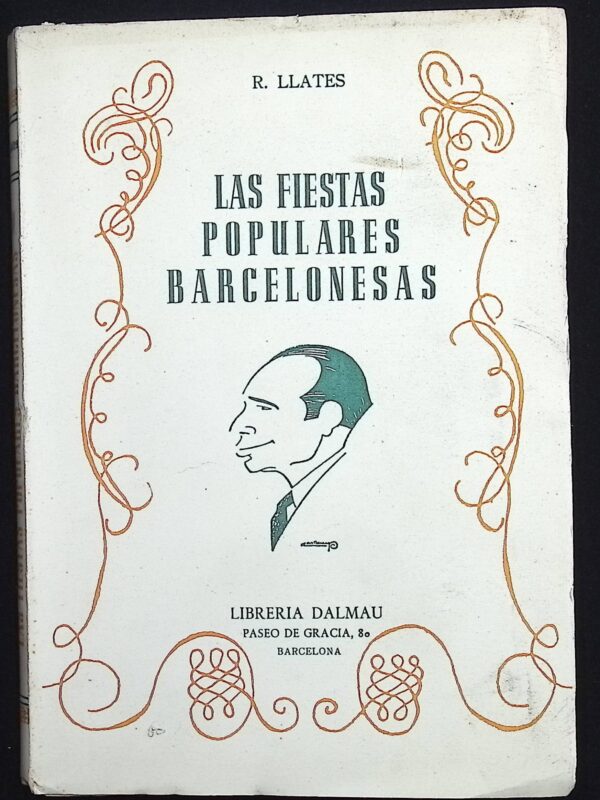 R. LLATES
LAS FIESTAS
POPULARES
BARCELONESAS
LIBRERIA DALMAU
PASEO DE GRACIA, 80
BARCELONA